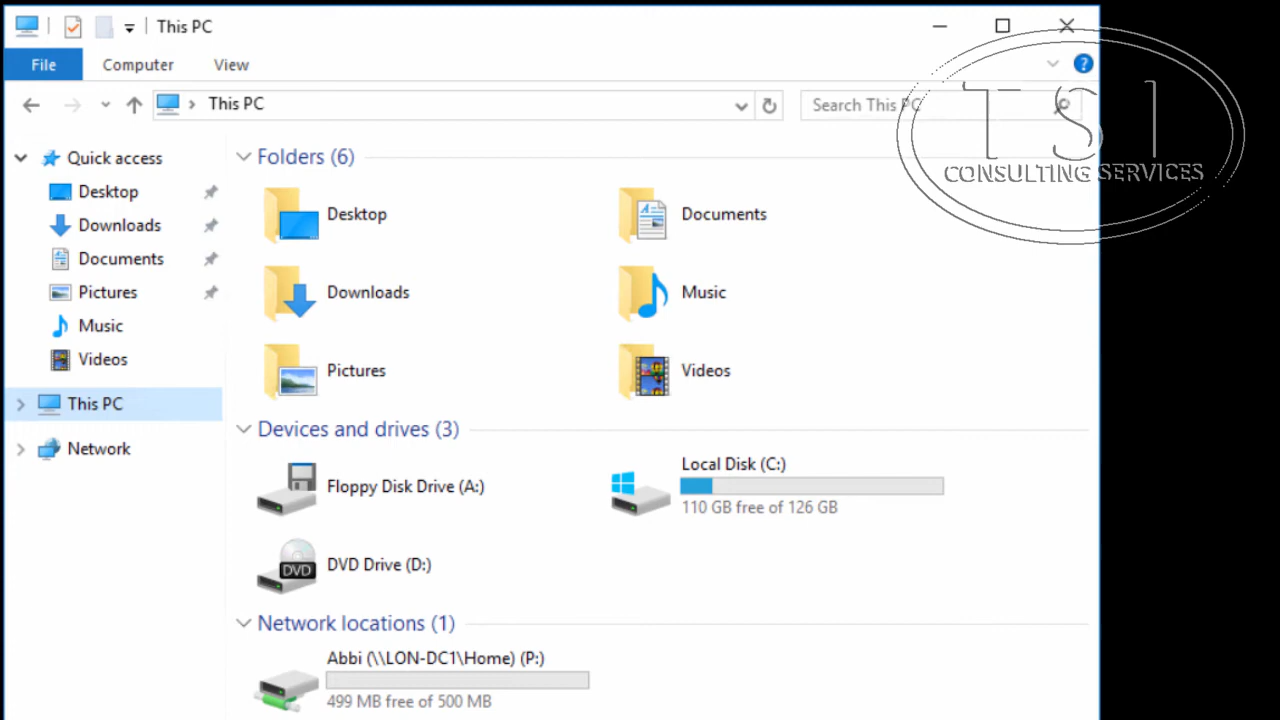 This PC
File
Computer
View
?
This PC
Search This PC
TSI
CONSULTING SERVICES
Quick access
Desktop
Downloads
Documents
Pictures
Music
Videos
This PC
Network
Folders (6)
Desktop
Documents
Downloads
Music
Pictures
Videos
Devices and drives (3)
Floppy Disk Drive (A:)
Local Disk (C:)
110 GB free of 126 GB
DVD
DVD Drive (D:)
Network locations (1)
Abbi (\\LON-DC1\Home) (P:)
499 MB free of 500 MB